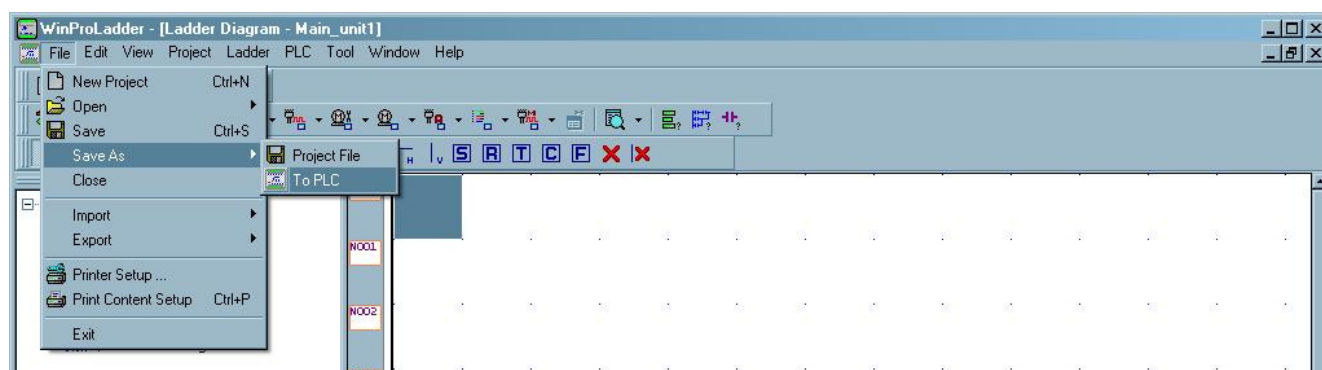 WinProLadder - [Ladder Diagram - Main_unit1]
File Edit View Project Ladder PLC Tool Window Help
New Project Ctrl+N
Open
Save Ctrl+S
Save As
Close
Import
Export
Printer Setup ...
Print Content Setup Ctrl+P
Exit
Project File
To PLC
H V S R T C F
N001
N002